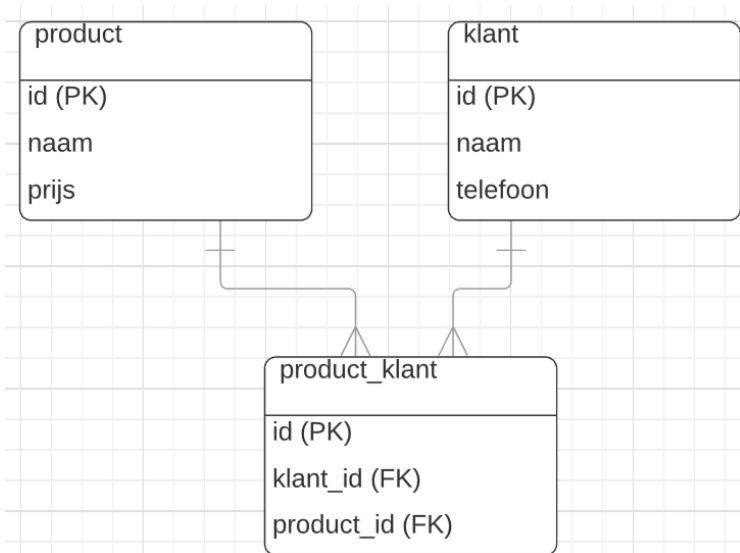 product
id (PK)
naam
prijs
klant
id (PK)
naam
telefoon
product_klant
id (PK)
klant_id (FK)
product_id (FK)